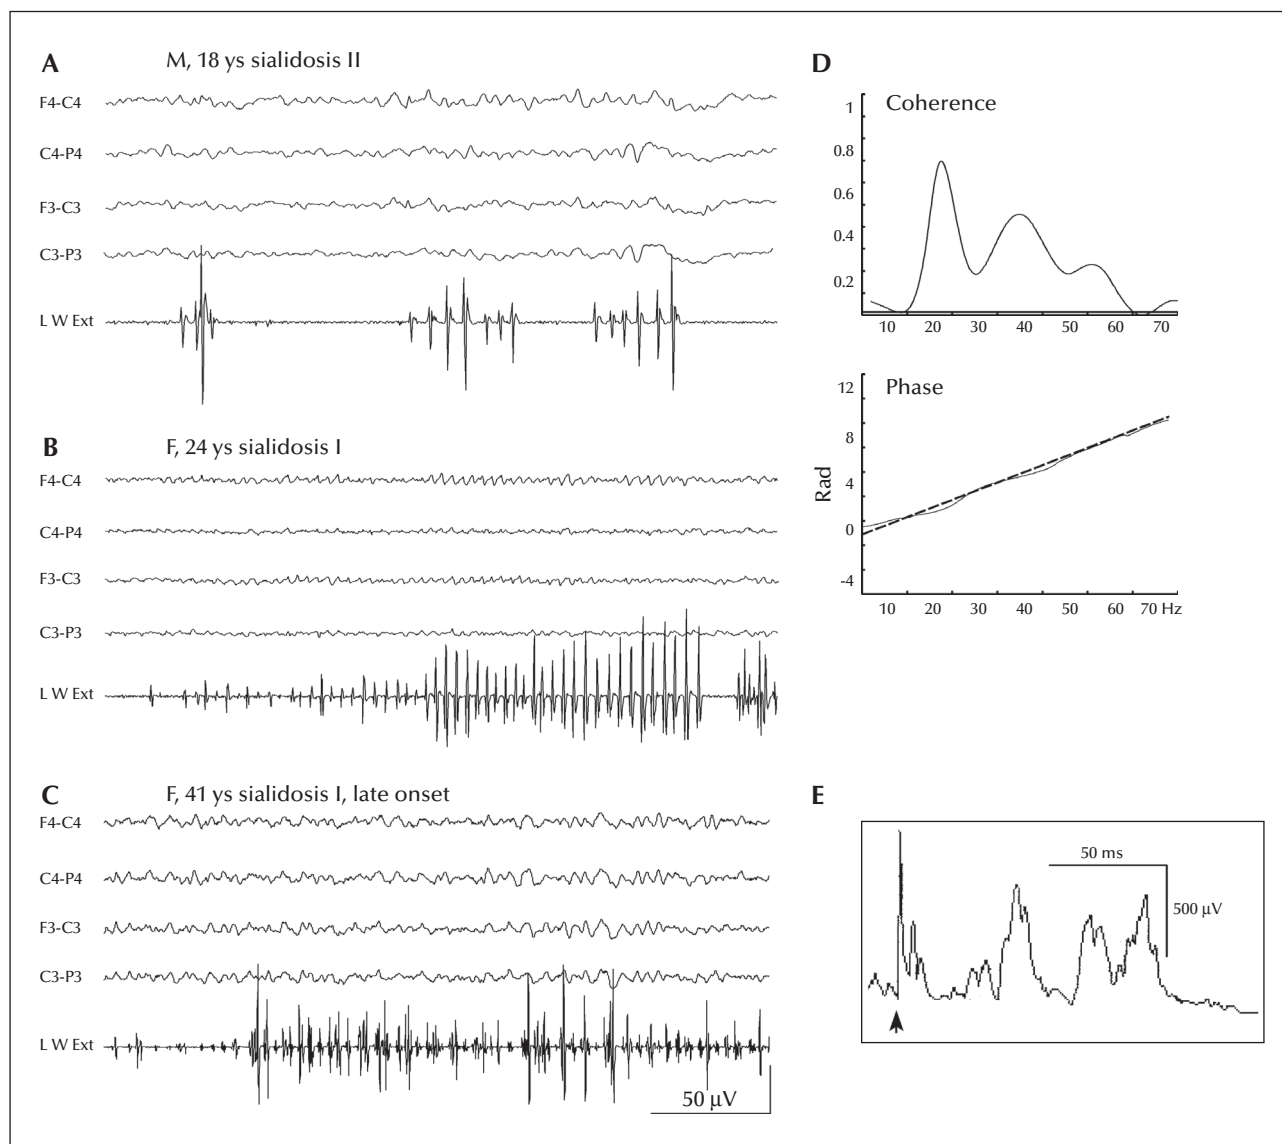 A M, 18 ys sialidosis II
F4-C4
C4-P4
F3-C3
C3-P3
L W Ext
B F, 24 ys sialidosis I
F4-C4
C4-P4
F3-C3
C3-P3
L W Ext
C F, 41 ys sialidosis I, late onset
F4-C4
C4-P4
F3-C3
C3-P3
L W Ext
50 µV
D
Coherence
1
0.8
0.6
0.4
0.2
10 20 30 40 50 60 70
Phase
Rad
12
8
4
0
-4
10 20 30 40 50 60 70 Hz
E
50 ms
500 µV